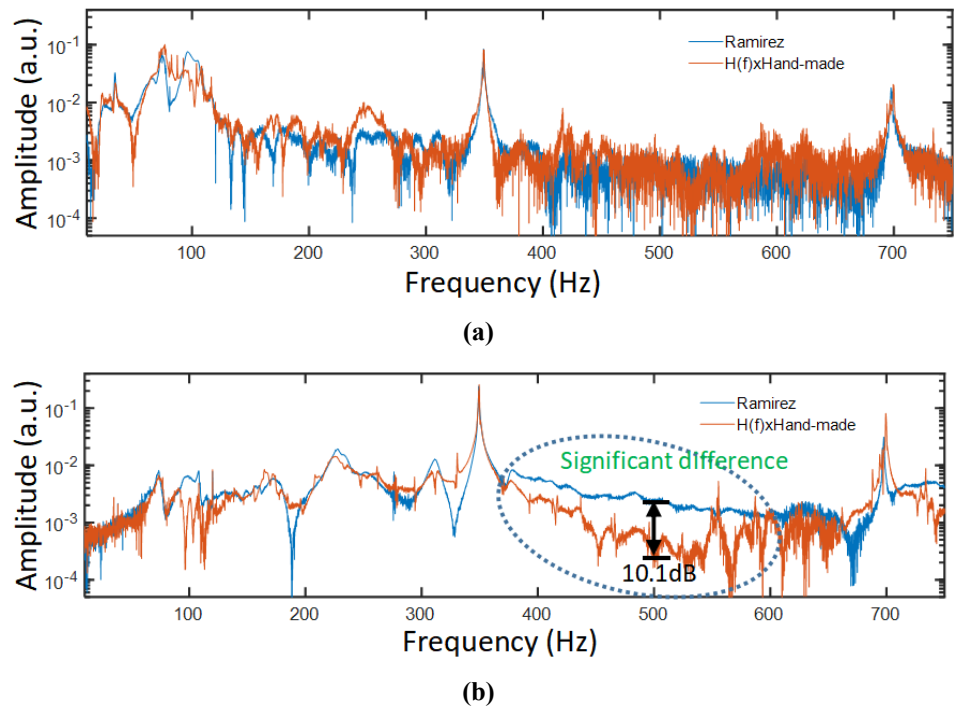 (a)
Amplitude (a.u.)
10-1
10-2
10-3
10-4
Ramirez
H(f)xHand-made
100 200 300 400 500 600 700
Frequency (Hz)
(a)
Amplitude (a.u.)
10-1
10-2
10-3
10-4
Ramirez
H(f)xHand-made
Significant difference
10.1dB
100 200 300 400 500 600 700
Frequency (Hz)
(b)